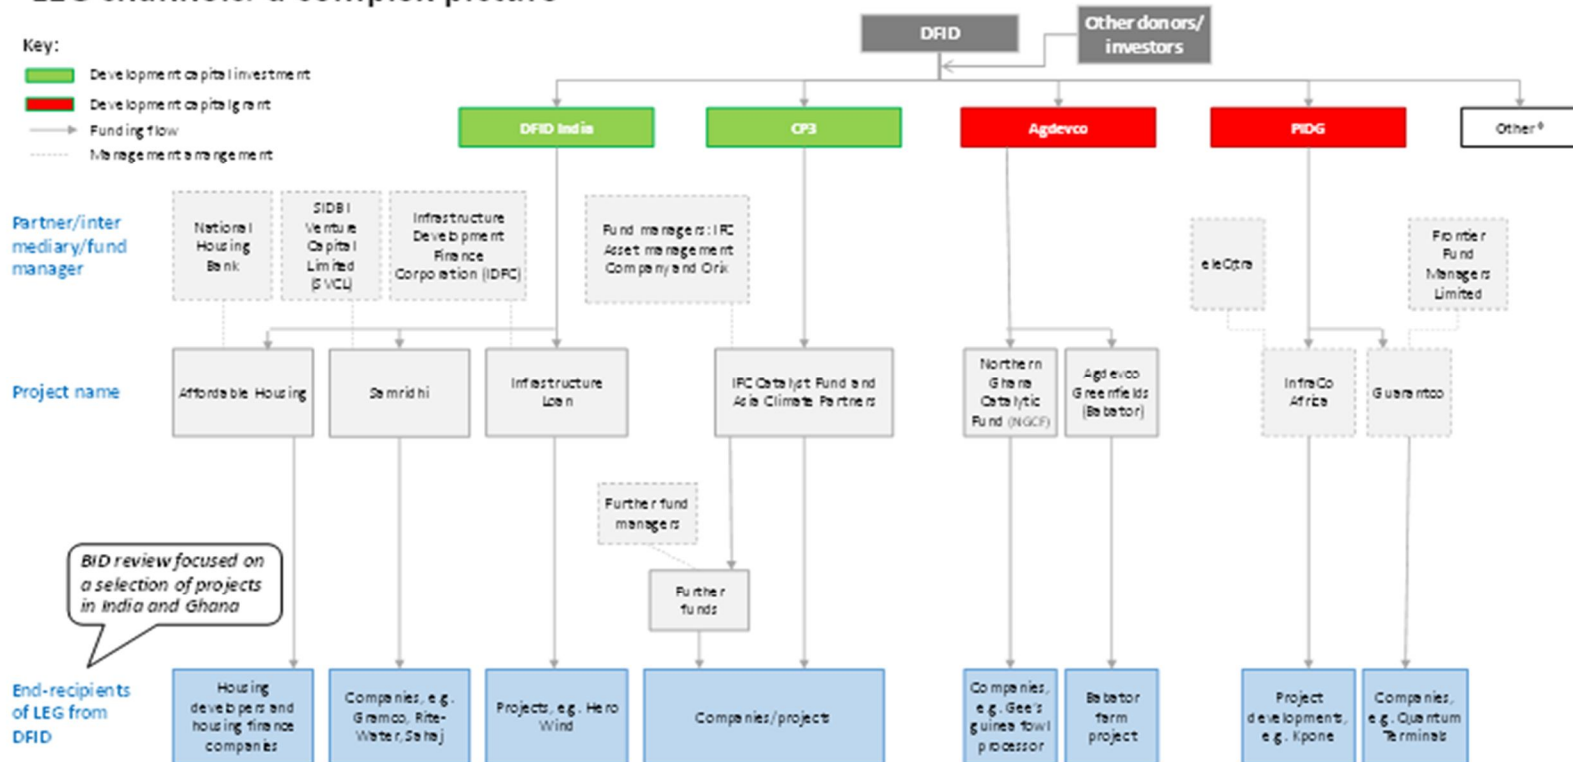 LEG channels: a complex picture
DFID
Other donors/
investors
Key:
Development capital investment
Development capital grant
Funding flow
Management arrangement
DFID India
CP3
Agdevco
PIDG
Other
Partner/inter
mediary/fund
manager
National
Housing
Bank
SIDBI
Venture
Capital
Limited
(SVCL)
Infrastructure
Development
Finance
Corporation (IDFC)
Fund managers: IFC
Asset management
Company and Orix
eleQtra
Frontier
Fund
Managers
Limited
Project name
Affordable Housing
Samridhi
Infrastructure
Loan
IFC Catalyst Fund and
Asia Climate Partners
Northern
Ghana
Catalytic
Fund (NGCF)
Agdevco
Greenfields
(Babator)
InfraCo
Africa
Guarantco
Further fund
managers
Further
funds
BID review focused on
a selection of projects
in India and Ghana
End-recipients
of LEG from
DFID
Housing
developers and
housing finance
companies
Companies, e.g.
Gramco, Rite-
Water, Sahaj
Projects, e.g. Hero
Wind
Companies/projects
Companies,
e.g. Gee's
guinea fowl
processor
Babator
farm
project
Project
developments,
e.g. Kpone
Companies,
e.g. Quantum
Terminals